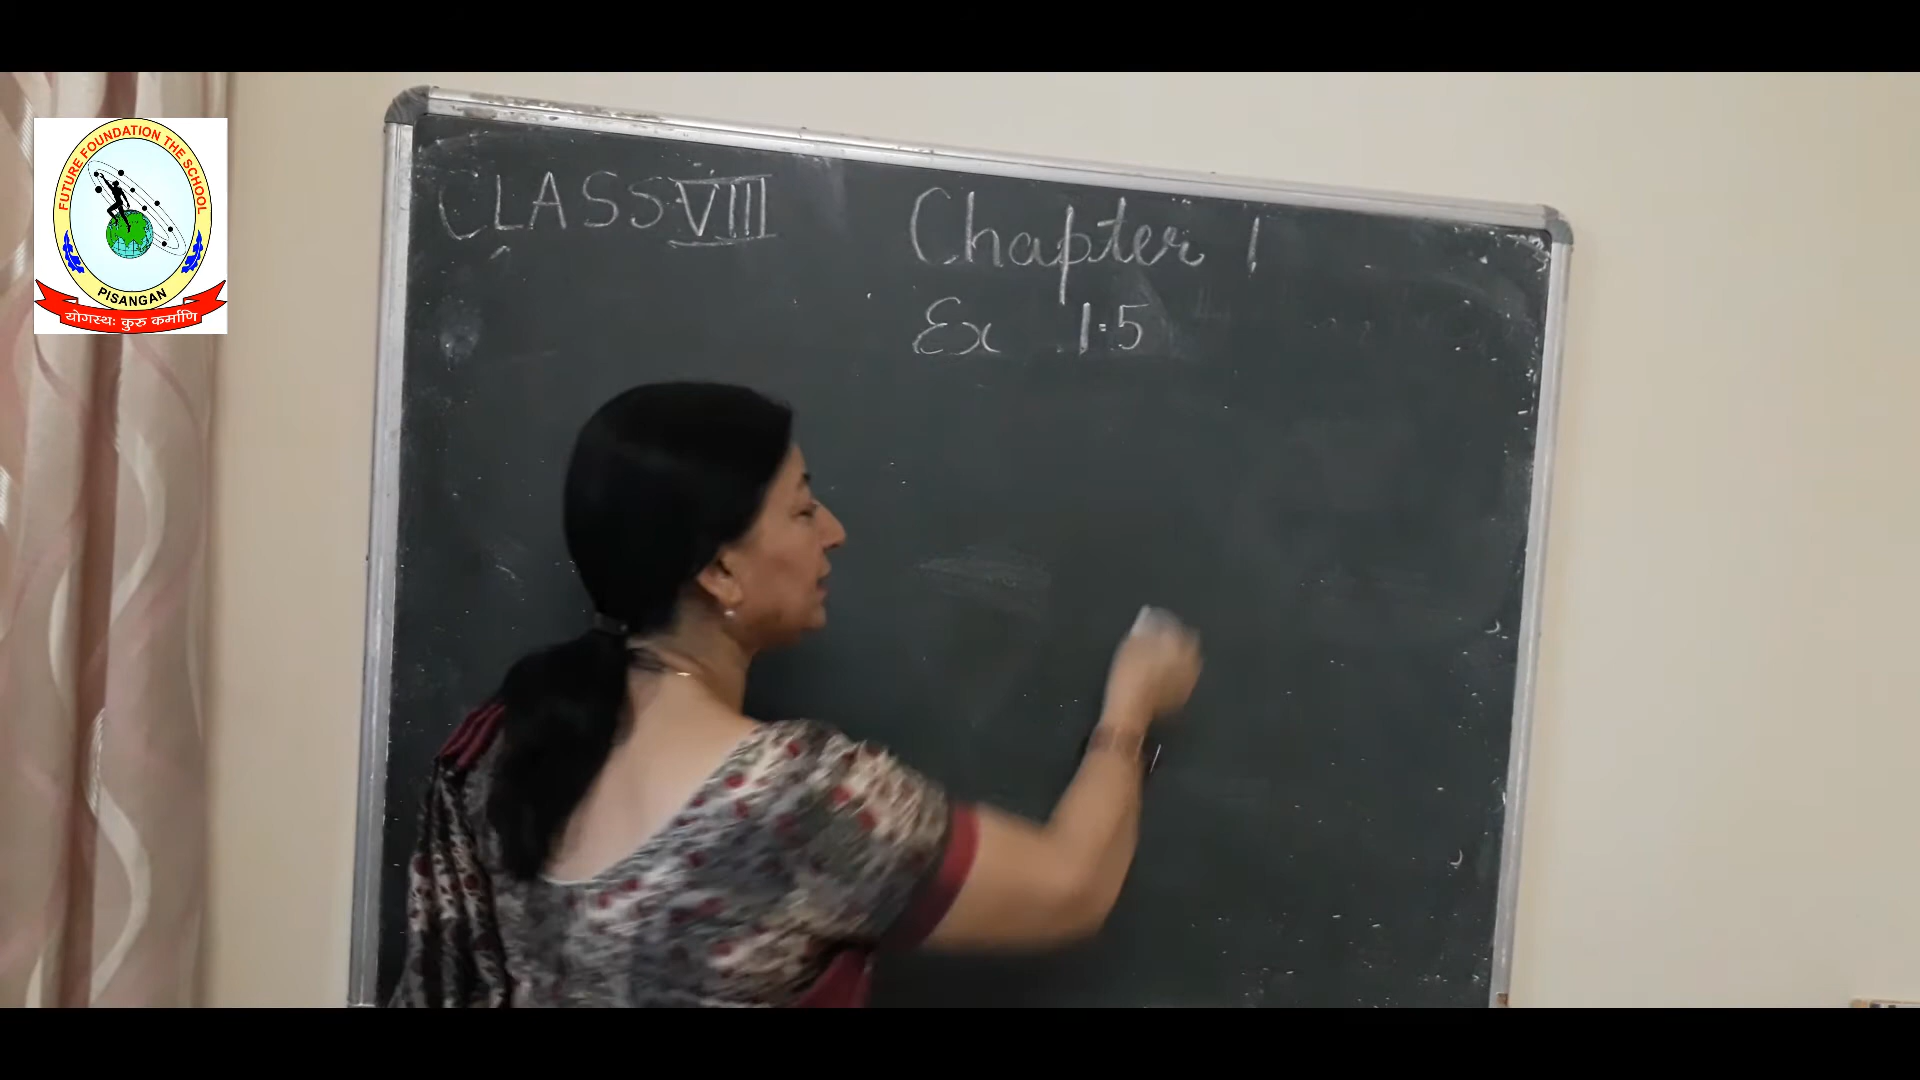 FUTURE FOUNDATION THE SCHOOL
PISANGAN
योगस्थः कुरु कर्माणि
CLASS VIII
Chapter 1
Ex 1.5